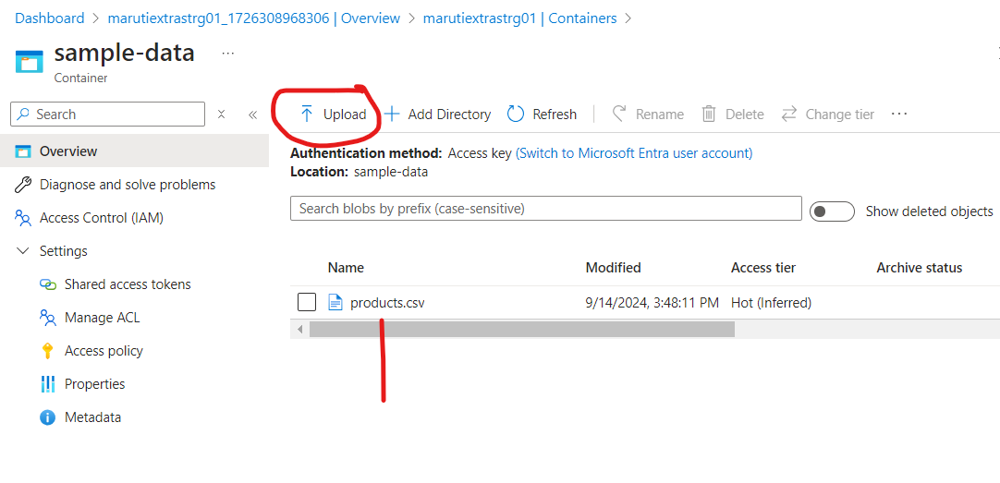 Dashboard > marutiextrastrg01_1726308968306 | Overview > marutiextrastrg01 | Containers >
sample-data ...
Container
Search
Upload Add Directory Refresh Rename Delete Change tier ...
Overview
Diagnose and solve problems
Access Control (IAM)
Settings
Shared access tokens
Manage ACL
Access policy
Properties
Metadata
Authentication method: Access key (Switch to Microsoft Entra user account)
Location: sample-data
Search blobs by prefix (case-sensitive)
Show deleted objects
Name Modified Access tier Archive status
products.csv 9/14/2024, 3:48:11 PM Hot (Inferred)